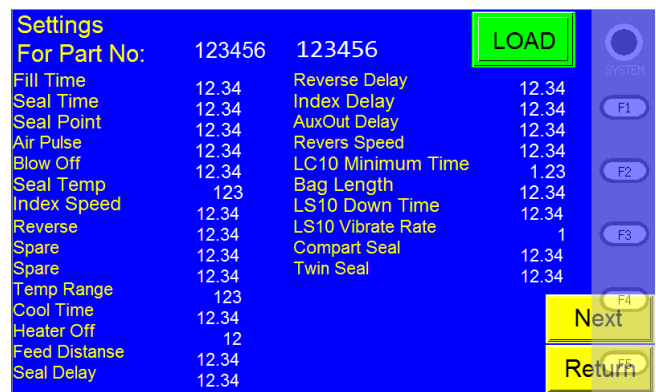 Settings
For Part No: 123456 123456 LOAD
SYSTEM
Fill Time 12.34 Reverse Delay 12.34
Seal Time 12.34 Index Delay 12.34
F1
Seal Point 12.34 AuxOut Delay 12.34
Air Pulse 12.34 Revers Speed 12.34
Blow Off 12.34 LC10 Minimum Time 1.23
F2
Seal Temp 123 Bag Length 12.34
Index Speed 12.34 LS10 Down Time 12.34
Reverse 12.34 LS10 Vibrate Rate 1
F3
Spare 12.34 Compart Seal 12.34
Spare 12.34 Twin Seal 12.34
Temp Range 123
F4
Cool Time 12.34
Next
Heater Off 12
Feed Distanse 12.34
F5
Return
Seal Delay 12.34